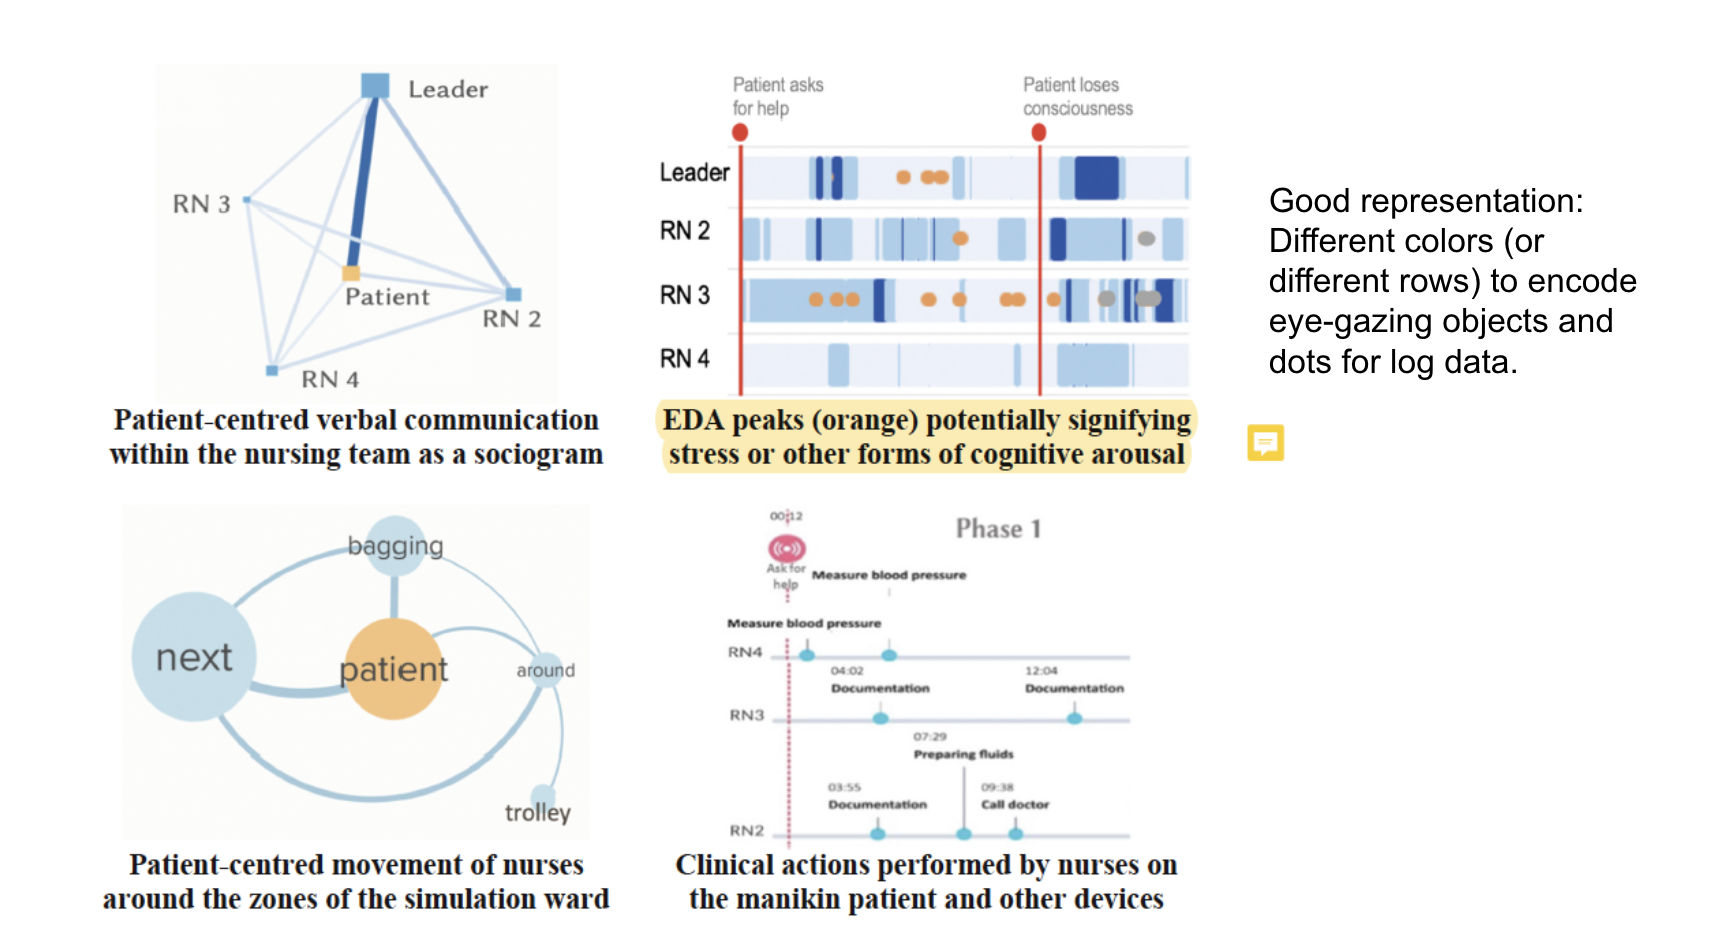 Leader
RN 3
Patient
RN 2
RN 4
Patient-centred verbal communication
within the nursing team as a sociogram
Patient asks
for help
Patient loses
consciousness
Leader
RN 2
RN 3
RN 4
EDA peaks (orange) potentially signifying
stress or other forms of cognitive arousal
Good representation:
Different colors (or
different rows) to encode
eye-gazing objects and
dots for log data.
bagging
next
patient
around
trolley
Patient-centred movement of nurses
around the zones of the simulation ward
00:12
Phase 1
Ask for
help
Measure blood pressure
Measure blood pressure
RN4
04:02
Documentation
12:04
Documentation
RN3
07:29
Preparing fluids
03:55
Documentation
09:38
Call doctor
RN2
Clinical actions performed by nurses on
the manikin patient and other devices